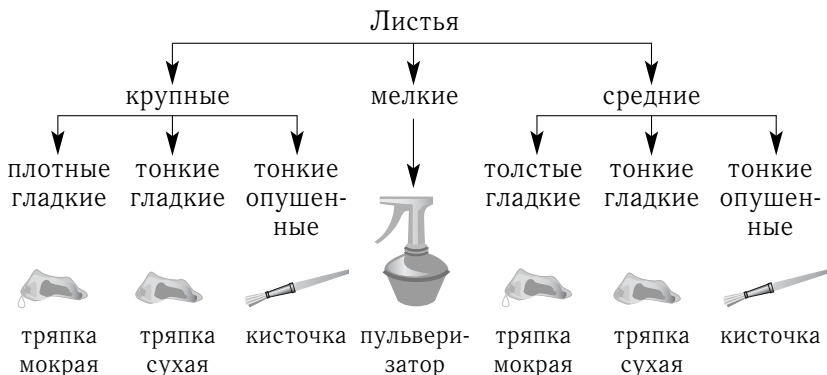 Листья
крупные мелкие средние
плотные тонкие тонкие толстые тонкие тонкие
гладкие гладкие опушен- гладкие гладкие опушен-
ные ные
тряпка тряпка кисточка пульвери- тряпка тряпка кисточка
мокрая сухая затор мокрая сухая